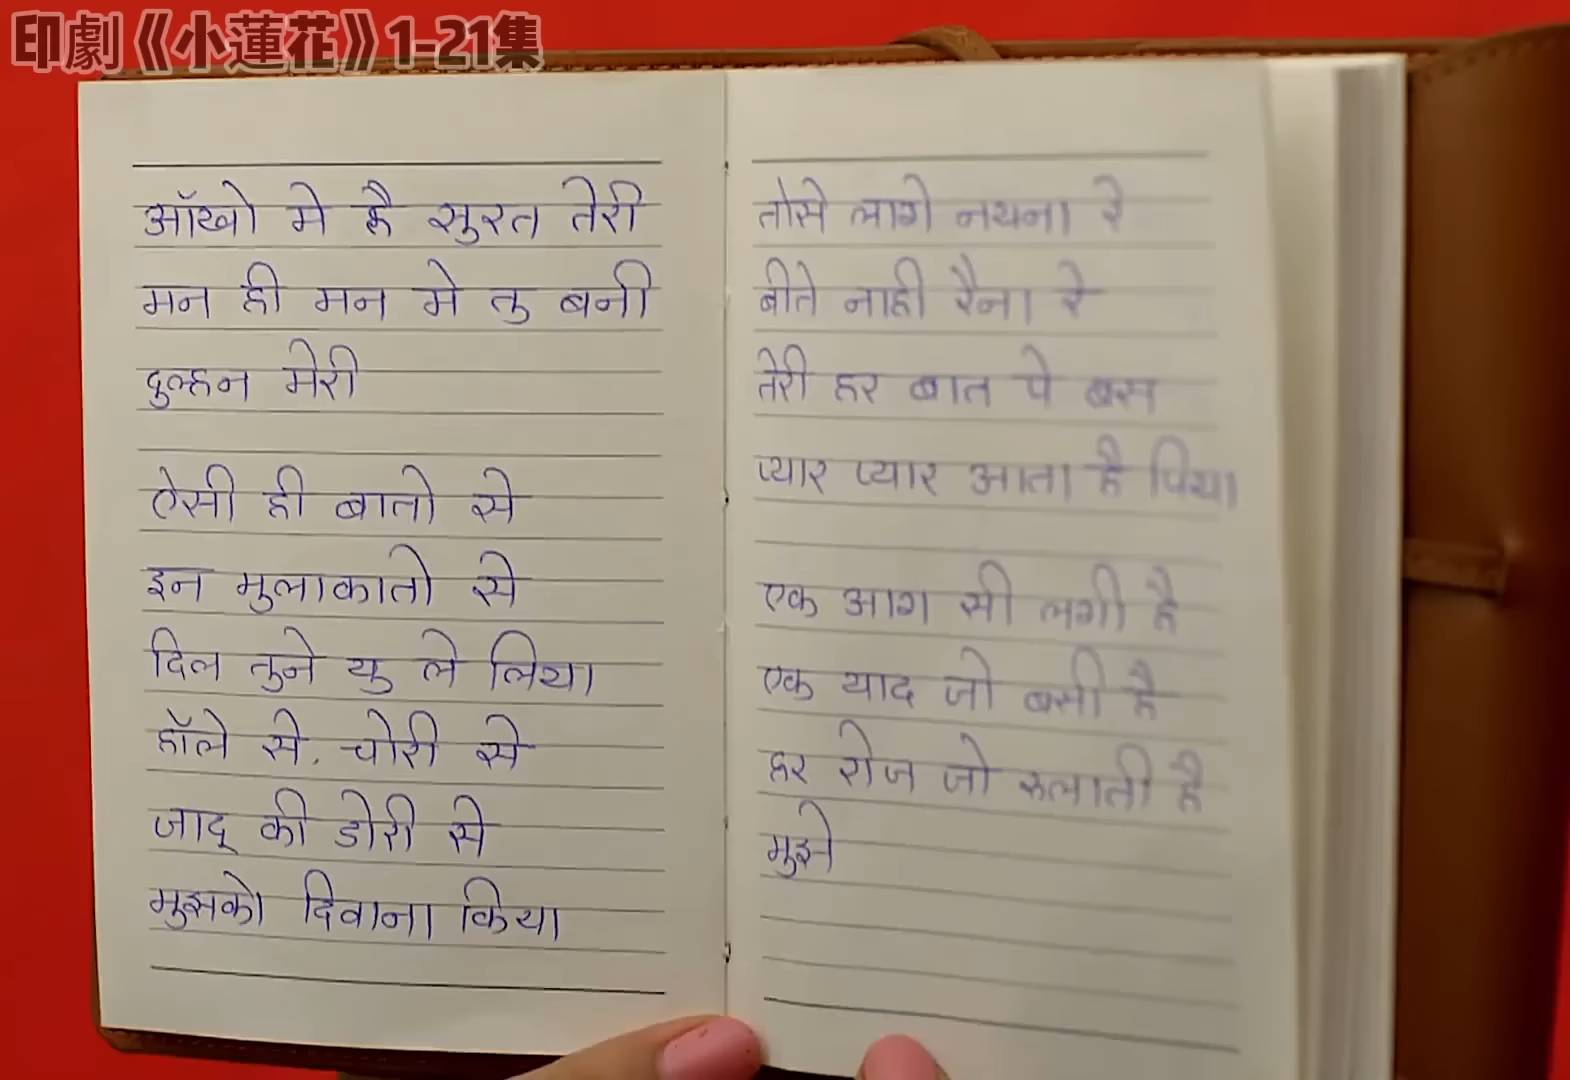 印劇《小蓮花》1-21集
आँखो मे है सुरत तेरी
मन ही मन मे तु बनी
दुल्हन मेरी
ऐसी ही बातो से
इन मुलाकातो से
दिल तुने यु ले लिया
हॉले से, चोरी से
जादू की डोरी से
मुझको दिवाना किया
तोसे लागे नयना रे
बीते नाही रैना रे
तेरी हर बात पे बस
प्यार प्यार आता है पिया
एक आग सी लगी है
एक याद जो बसी है
हर रोज जो रुलाती है
मुझे